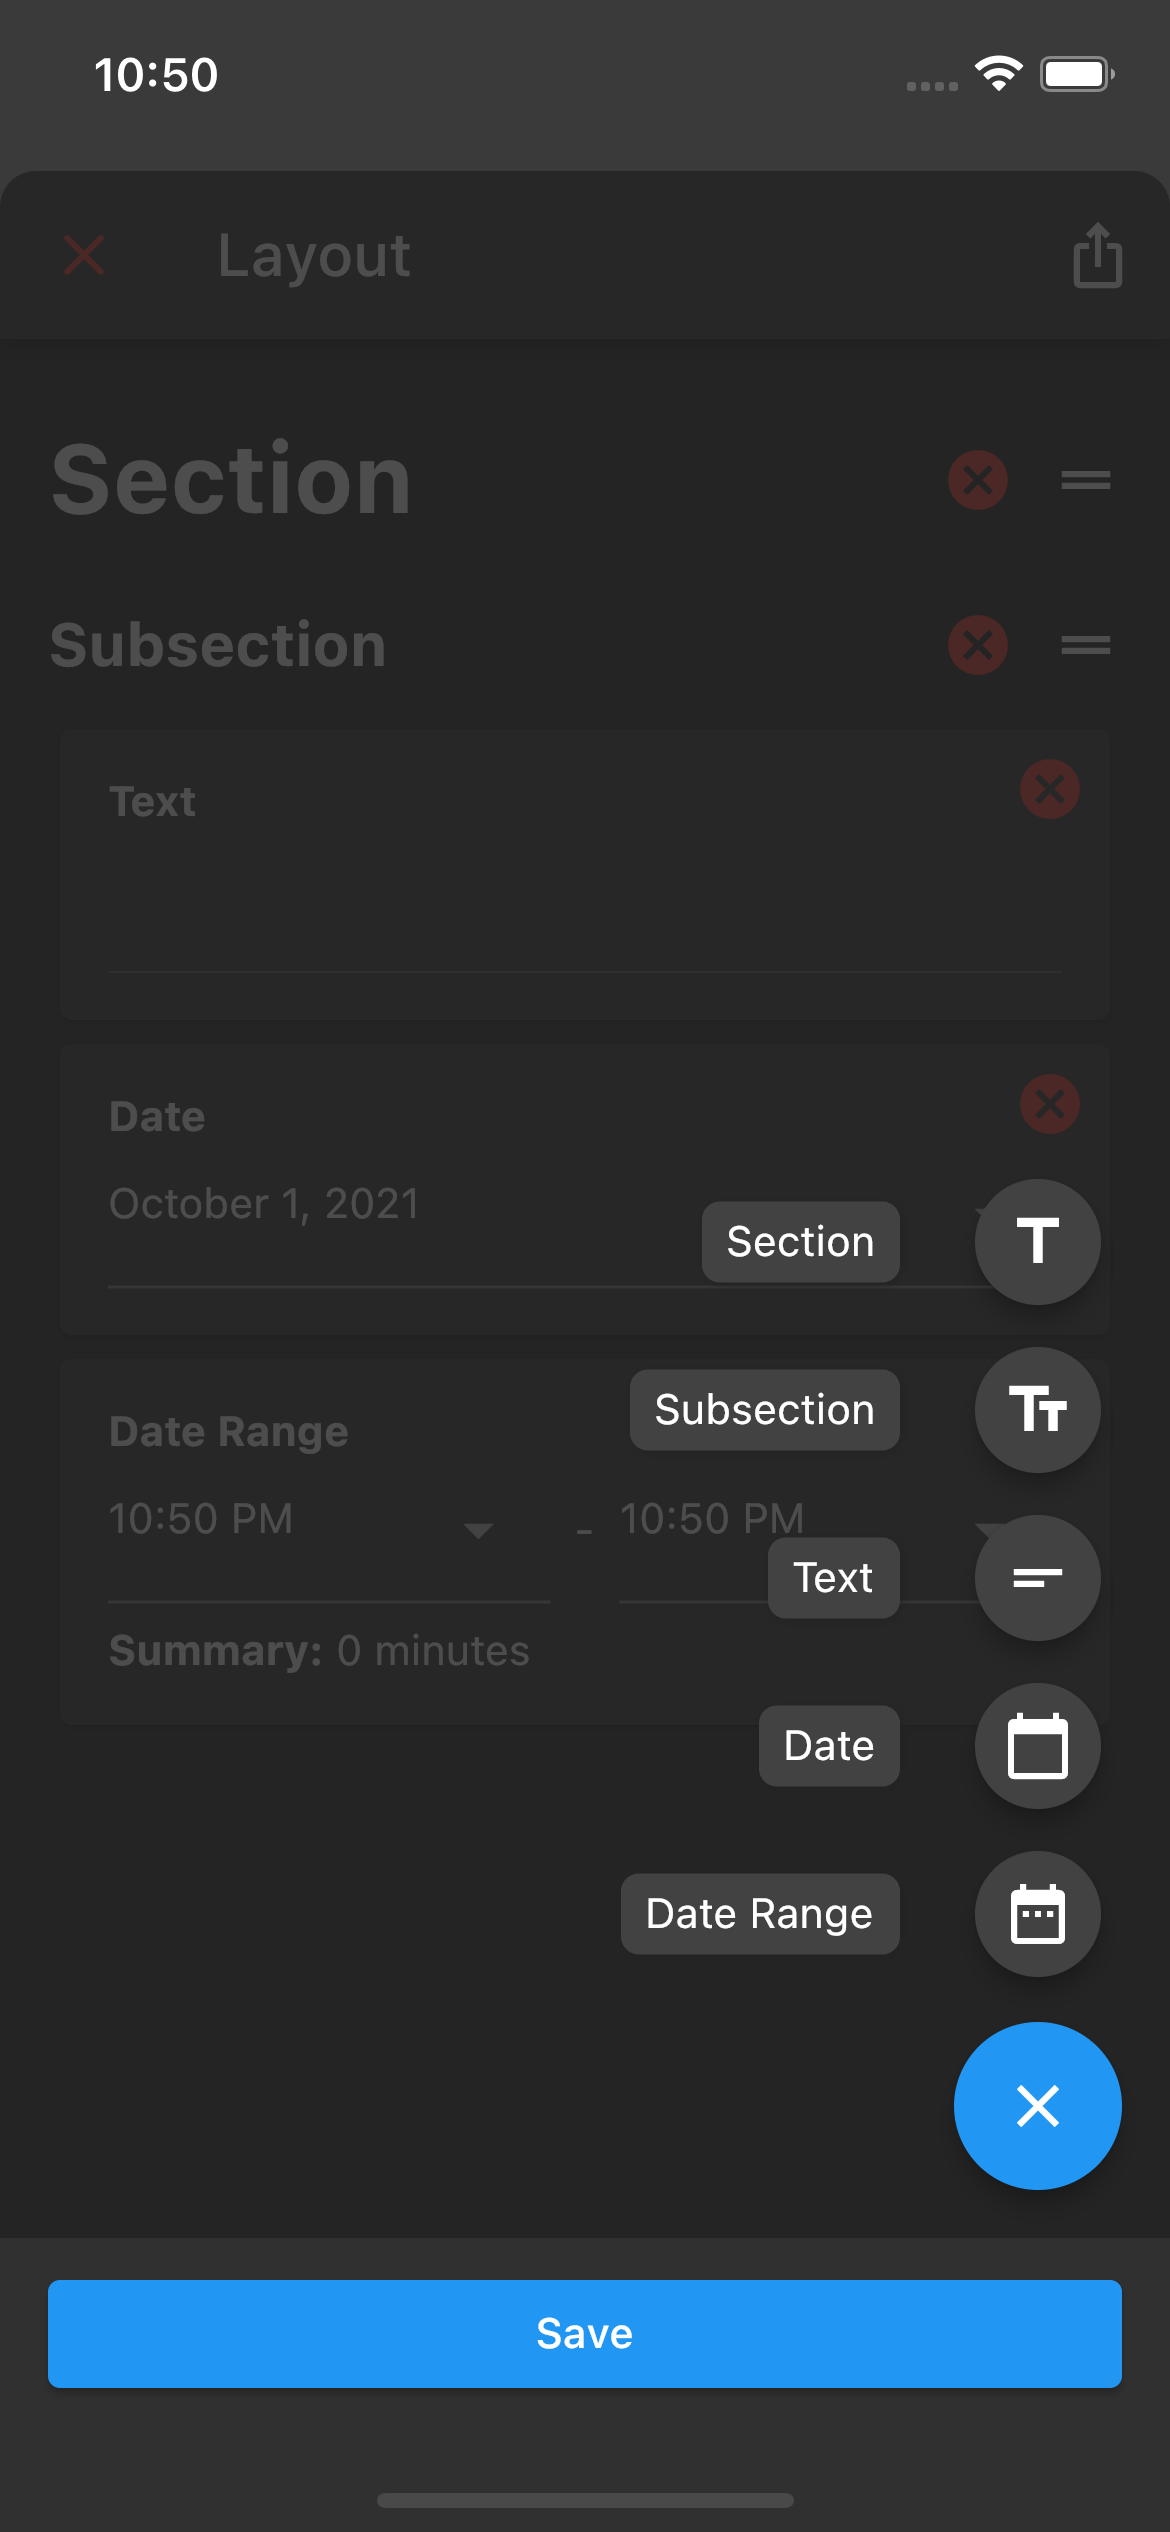 10:50
Layout
Section
Subsection
Text
Date
October 1, 2021
Section
Subsection
Date Range
10:50 PM - 10:50 PM
Text
Summary: 0 minutes
Date
Date Range
Save